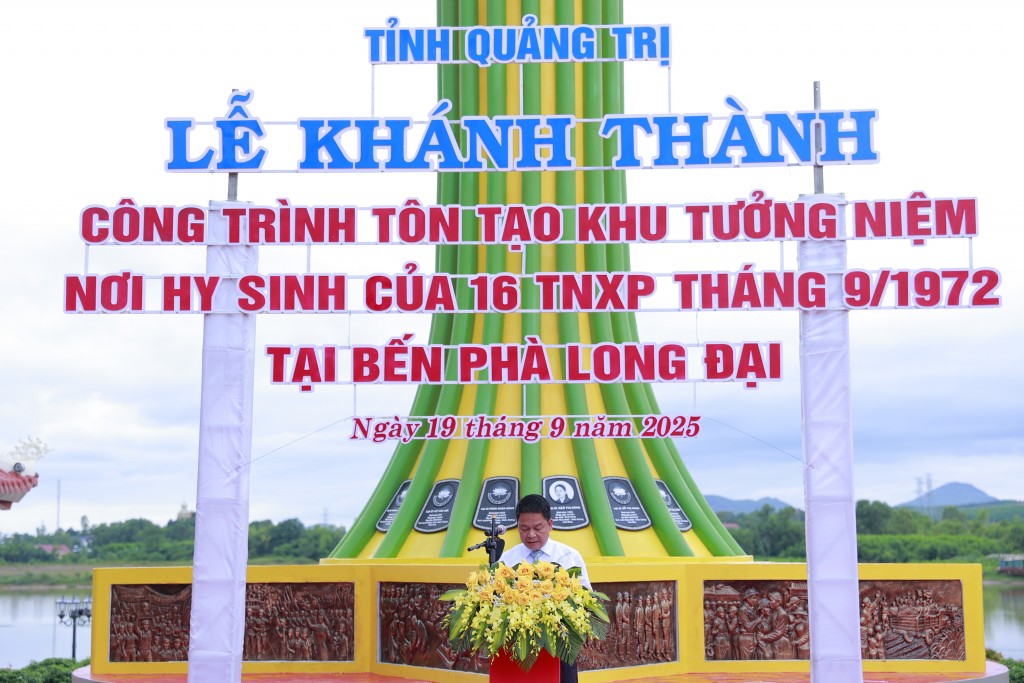 TỈNH QUẢNG TRỊ
LỄ KHÁNH THÀNH
CÔNG TRÌNH TÔN TẠO KHU TƯỞNG NIỆM
NƠI HY SINH CỦA 16 TNXP THÁNG 9/1972
TẠI BẾN PHÀ LONG ĐẠI
Ngày 19 tháng 9 năm 2025